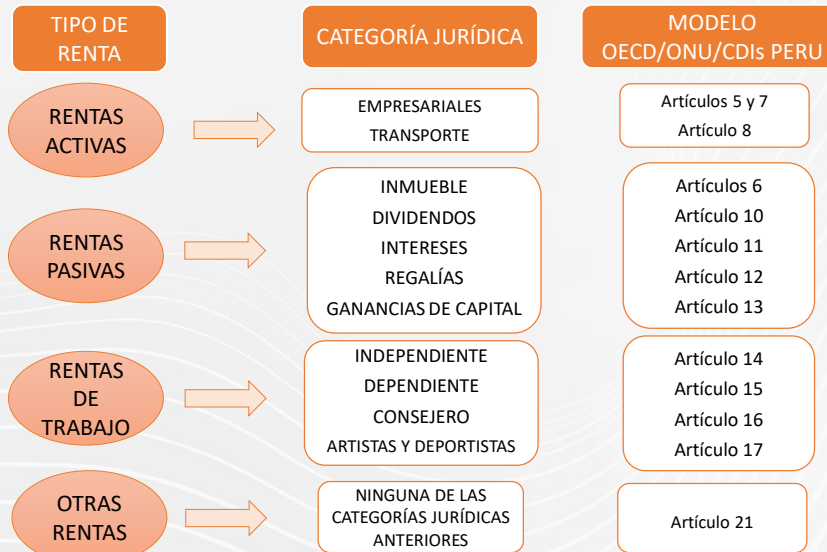 TIPO DE
RENTA
CATEGORÍA JURÍDICA
MODELO
OECD/ONU/CDIs PERU
RENTAS
ACTIVAS
EMPRESARIALES
TRANSPORTE
Artículos 5 y 7
Artículo 8
RENTAS
PASIVAS
INMUEBLE
DIVIDENDOS
INTERESES
REGALÍAS
GANANCIAS DE CAPITAL
Artículos 6
Artículo 10
Artículo 11
Artículo 12
Artículo 13
RENTAS
DE
TRABAJO
INDEPENDIENTE
DEPENDIENTE
CONSEJERO
ARTISTAS Y DEPORTISTAS
Artículo 14
Artículo 15
Artículo 16
Artículo 17
OTRAS
RENTAS
NINGUNA DE LAS
CATEGORÍAS JURÍDICAS
ANTERIORES
Artículo 21